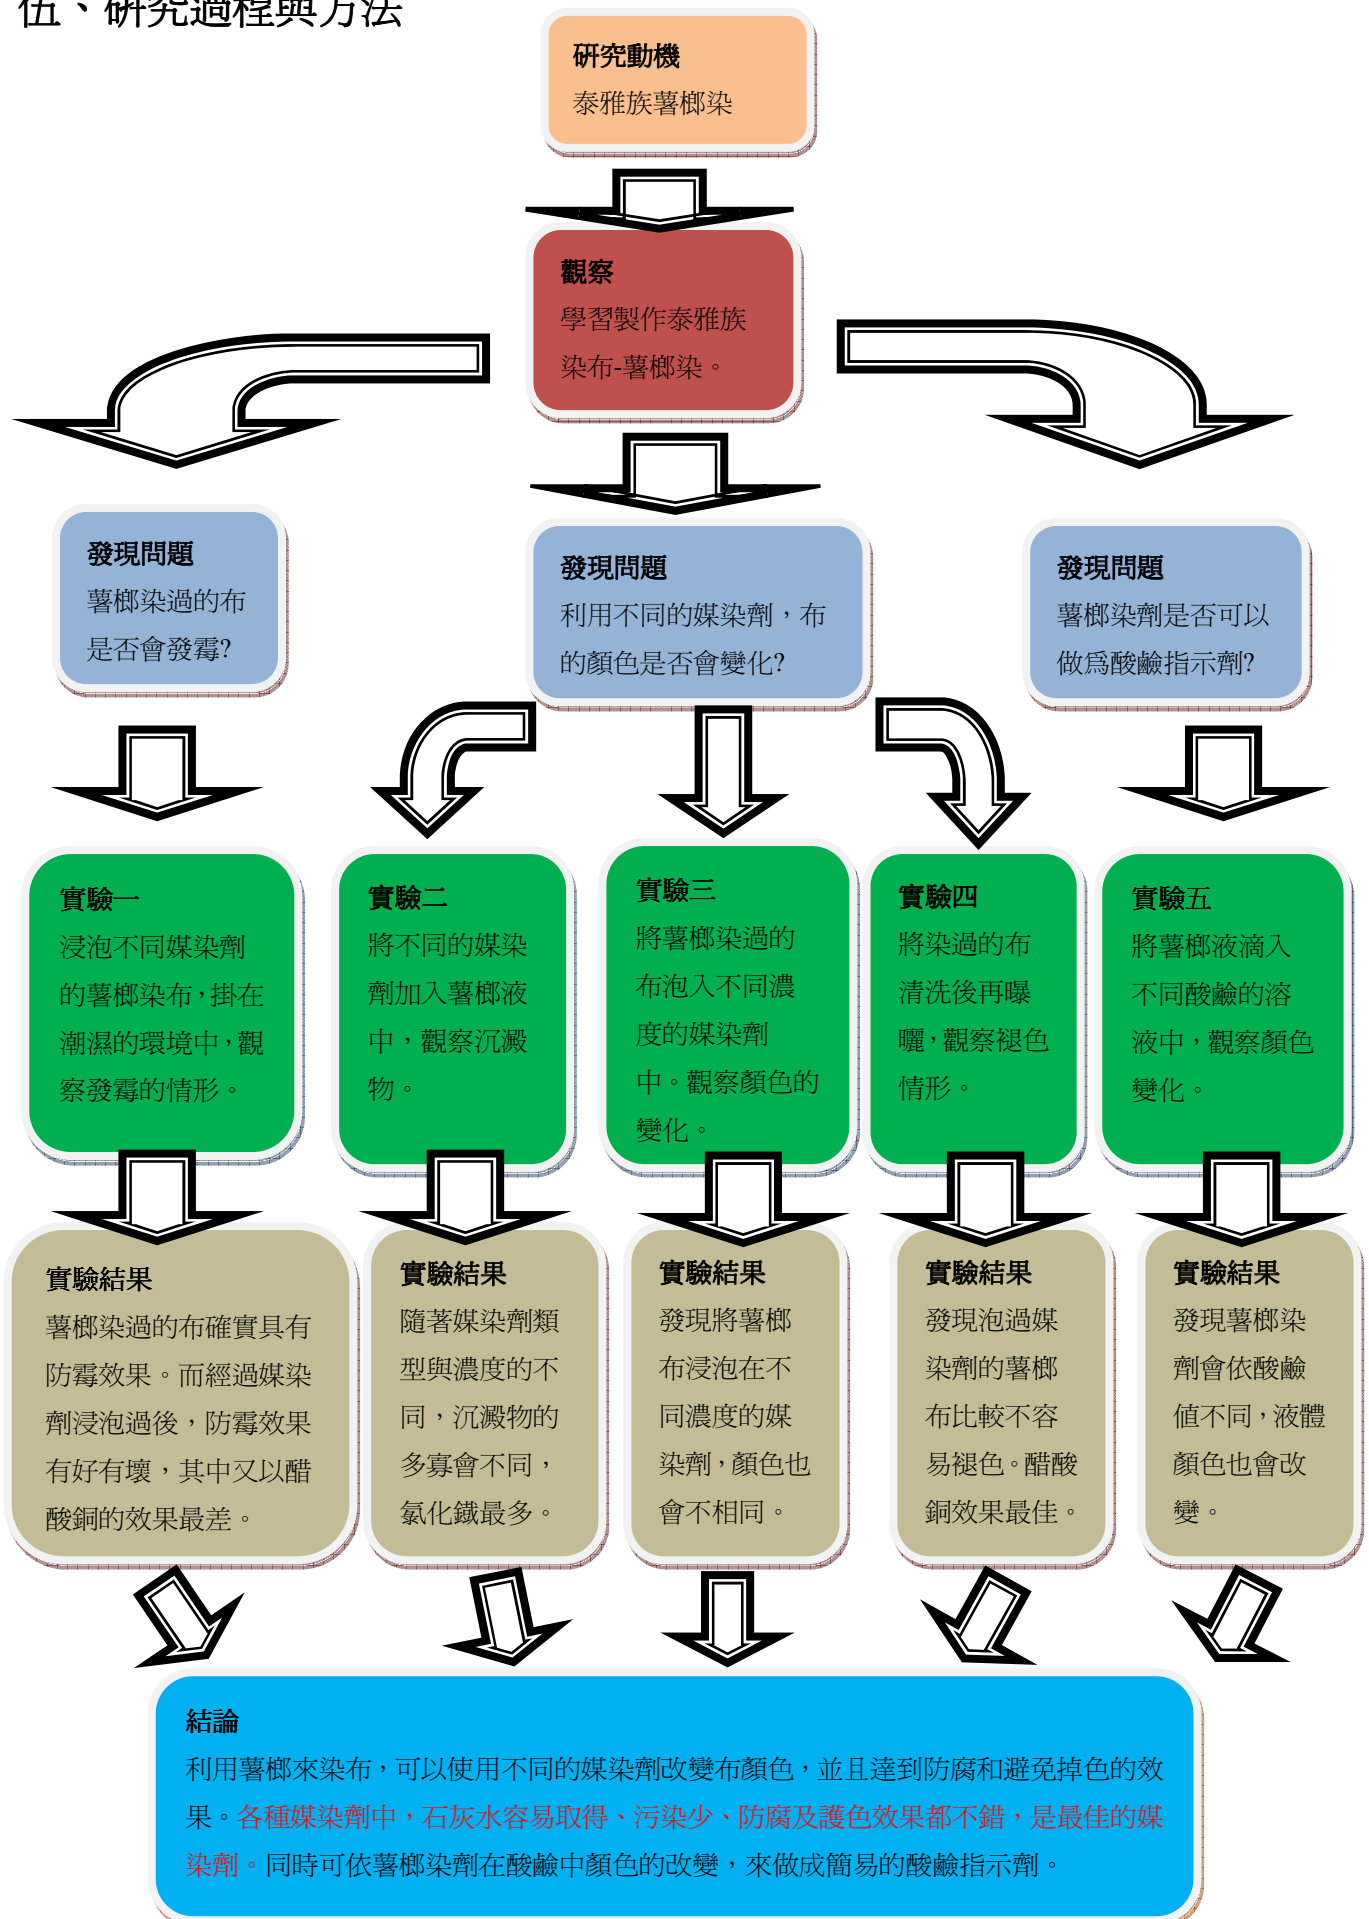 伍、研究過程與方法
研究動機
泰雅族薯榔染
觀察
學習製作泰雅族
染布-薯榔染。
發現問題
薯榔染過的布
是否會發霉?
發現問題
利用不同的媒染劑，布
的顏色是否會變化?
發現問題
薯榔染劑是否可以
做為酸鹼指示劑?
實驗一
浸泡不同媒染劑
的薯榔染布，掛在
潮濕的環境中，觀
察發霉的情形。
實驗二
將不同的媒染
劑加入薯榔液
中，觀察沉澱
物。
實驗三
將薯榔染過的
布泡入不同濃
度的媒染劑
中。觀察顏色的
變化。
實驗四
將染過的布
清洗後再曝
曬，觀察褪色
情形。
實驗五
將薯榔液滴入
不同酸鹼的溶
液中，觀察顏色
變化。
實驗結果
薯榔染過的布確實具有
防霉效果。而經過媒染
劑浸泡過後，防霉效果
有好有壞，其中又以醋
酸銅的效果最差。
實驗結果
隨著媒染劑類
型與濃度的不
同，沉澱物的
多寡會不同，
氯化鐵最多。
實驗結果
發現將薯榔
布浸泡在不
同濃度的媒
染劑，顏色也
會不相同。
實驗結果
發現泡過媒
染劑的薯榔
布比較不容
易褪色。醋酸
銅效果最佳。
實驗結果
發現薯榔染
劑會依酸鹼
值不同，液體
顏色也會改
變。
結論
利用薯榔來染布，可以使用不同的媒染劑改變布顏色，並且達到防腐和避免掉色的效
果。各種媒染劑中，石灰水容易取得、污染少、防腐及護色效果都不錯，是最佳的媒
染劑。同時可依薯榔染劑在酸鹼中顏色的改變，來做成簡易的酸鹼指示劑。